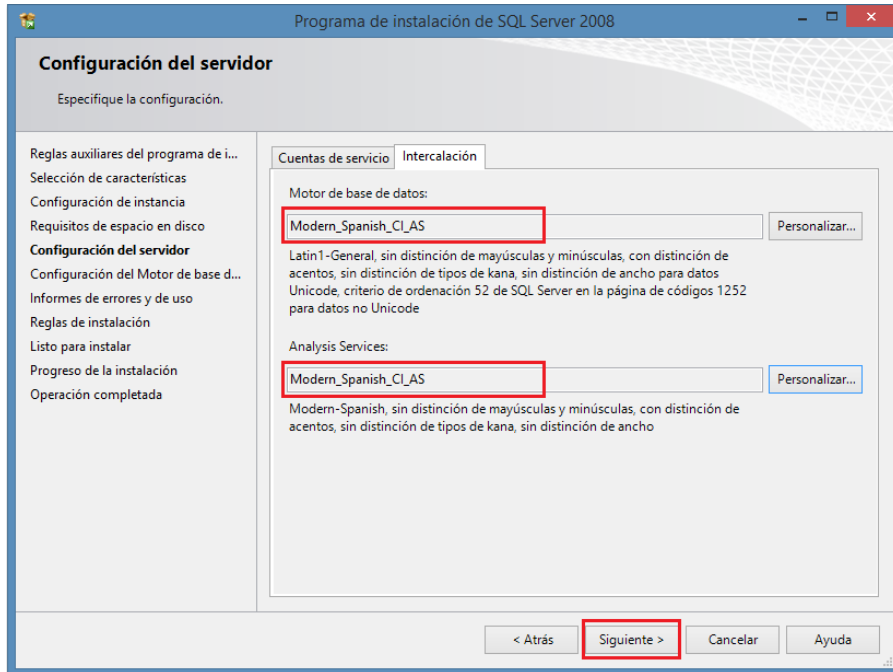 Programa de instalación de SQL Server 2008
Configuración del servidor
Especifique la configuración.
Reglas auxiliares del programa de i...
Selección de características
Configuración de instancia
Requisitos de espacio en disco
Configuración del servidor
Configuración del Motor de base d...
Informes de errores y de uso
Reglas de instalación
Listo para instalar
Progreso de la instalación
Operación completada
Cuentas de servicio Intercalación
Motor de base de datos:
Modern_Spanish_CI_AS Personalizar...
Latin1-General, sin distinción de mayúsculas y minúsculas, con distinción de
acentos, sin distinción de tipos de kana, sin distinción de ancho para datos
Unicode, criterio de ordenación 52 de SQL Server en la página de códigos 1252
para datos no Unicode
Analysis Services:
Modern_Spanish_CI_AS Personalizar...
Modern-Spanish, sin distinción de mayúsculas y minúsculas, con distinción de
acentos, sin distinción de tipos de kana, sin distinción de ancho
< Atrás Siguiente > Cancelar Ayuda